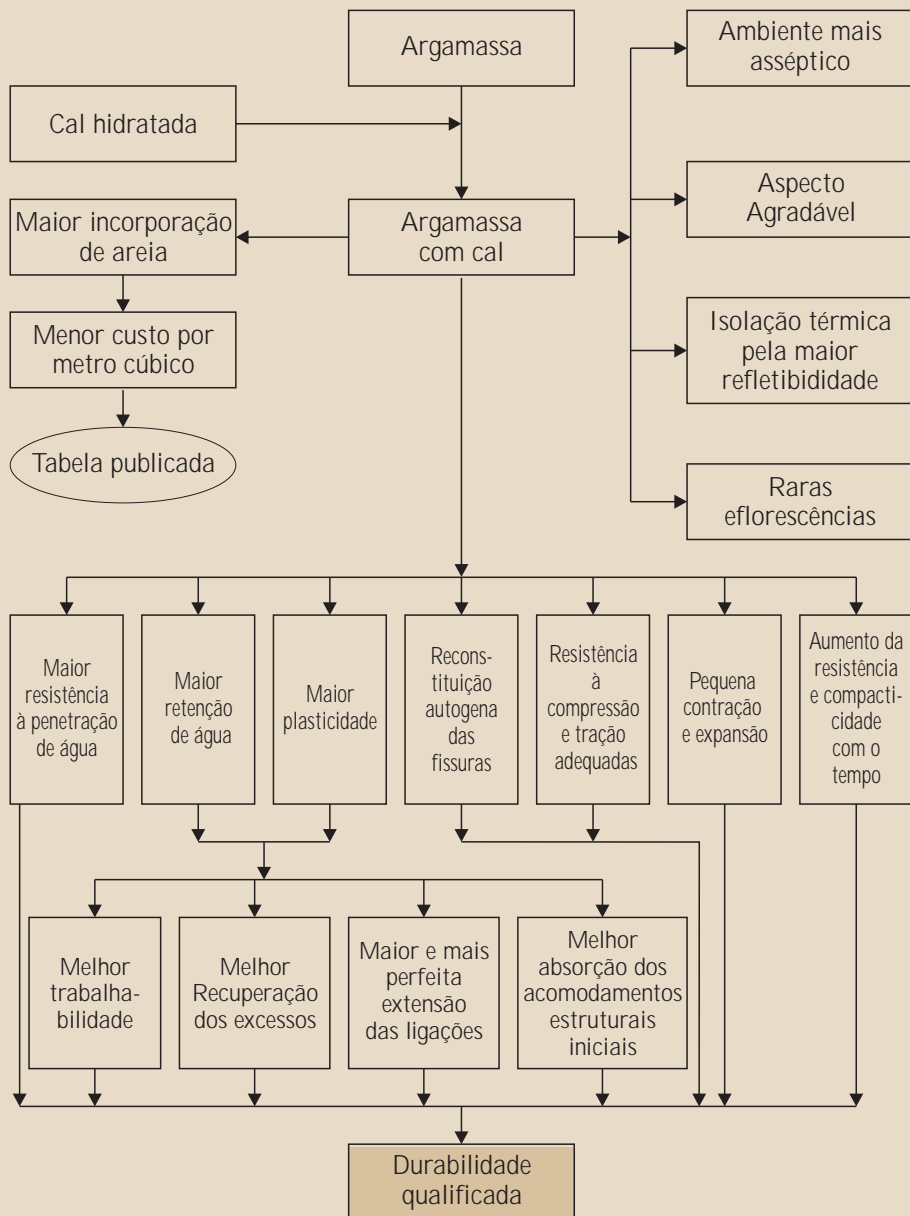 Argamassa
Ambiente mais
asséptico
Cal hidratada
Aspecto
Agradável
Maior incorporação
de areia
Argamassa
com cal
Menor custo por
metro cúbico
Isolação térmica
pela maior
refletibididade
Tabela publicada
Raras
eflorescências
Maior
resistência
à penetração
de água
Maior
retenção
de água
Maior
plasticidade
Recons-
tituição
autogena
das
fissuras
Resistência
à
compressão
e tração
adequadas
Pequena
contração
e expansão
Aumento da
resistência
e compacti-
cidade
com o
tempo
Melhor
trabalha-
bilidade
Melhor
Recuperação
dos excessos
Maior e mais
perfeita
extensão
das ligações
Melhor
absorção dos
acomodamentos
estruturais
iniciais
Durabilidade
qualificada